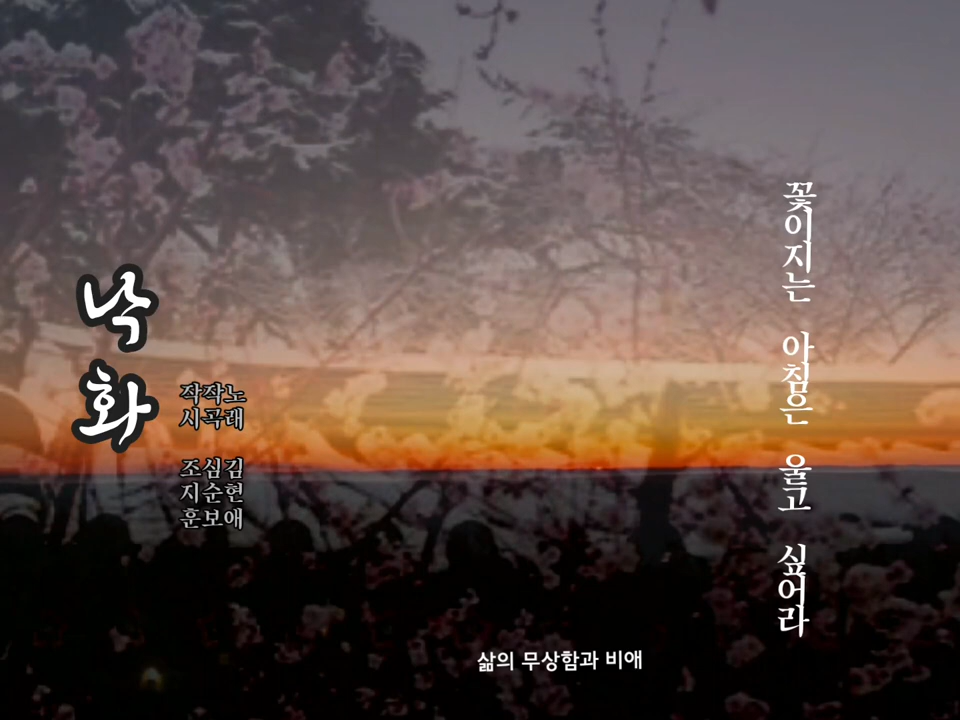 낙화
작시 조지훈
작곡 심순보
노래 김현애
꽃이지는 아침은 울고 싶어라
삶의 무상함과 비애